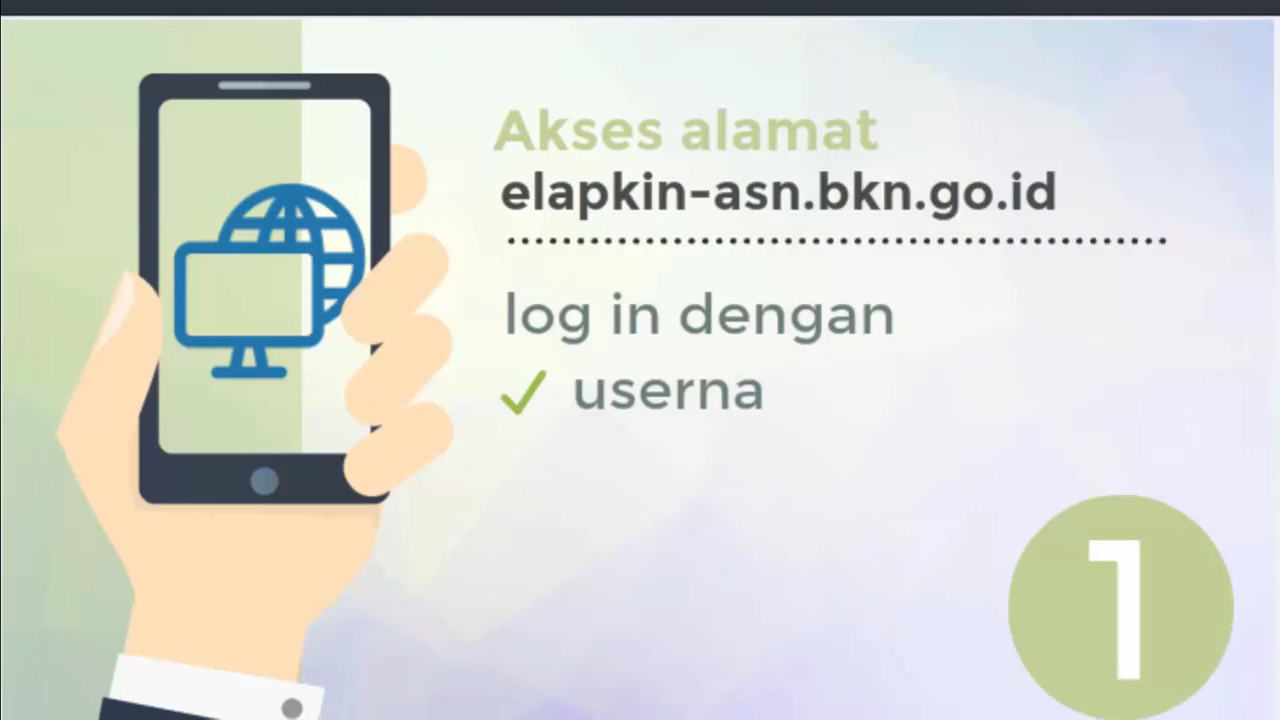 Akses alamat
elapkin-asn.bkn.go.id
log in dengan
userna
1